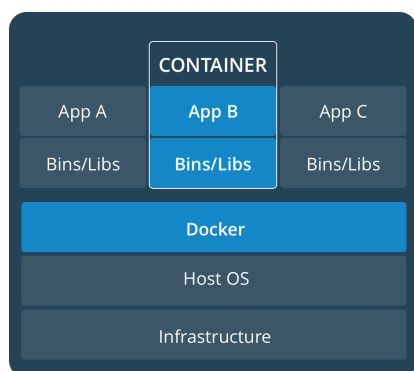 CONTAINER
App A App B App C
Bins/Libs Bins/Libs Bins/Libs
Docker
Host OS
Infrastructure